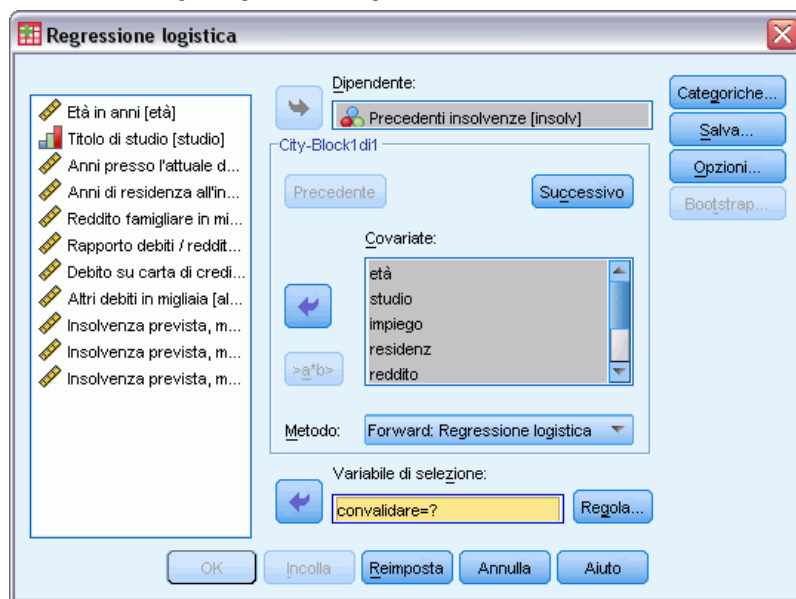 Regressione logistica
Età in anni [età]
Titolo di studio [studio]
Anni presso l'attuale d...
Anni di residenza all'in...
Reddito famigliare in mi...
Rapporto debiti / reddit...
Debito su carta di credi...
Altri debiti in migliaia [al...
Insolvenza prevista, m...
Insolvenza prevista, m...
Insolvenza prevista, m...
Dipendente:
Precedenti insolvenze [insolv]
City-Block1di1
Precedente
Successivo
Covariate:
età
studio
impiego
residenz
reddito
>a*b>
Metodo:
Forward: Regressione logistica
Variabile di selezione:
convalidare=?
Regola...
Categoriche...
Salva...
Opzioni...
Bootstrap...
OK
Incolla
Reimposta
Annulla
Aiuto